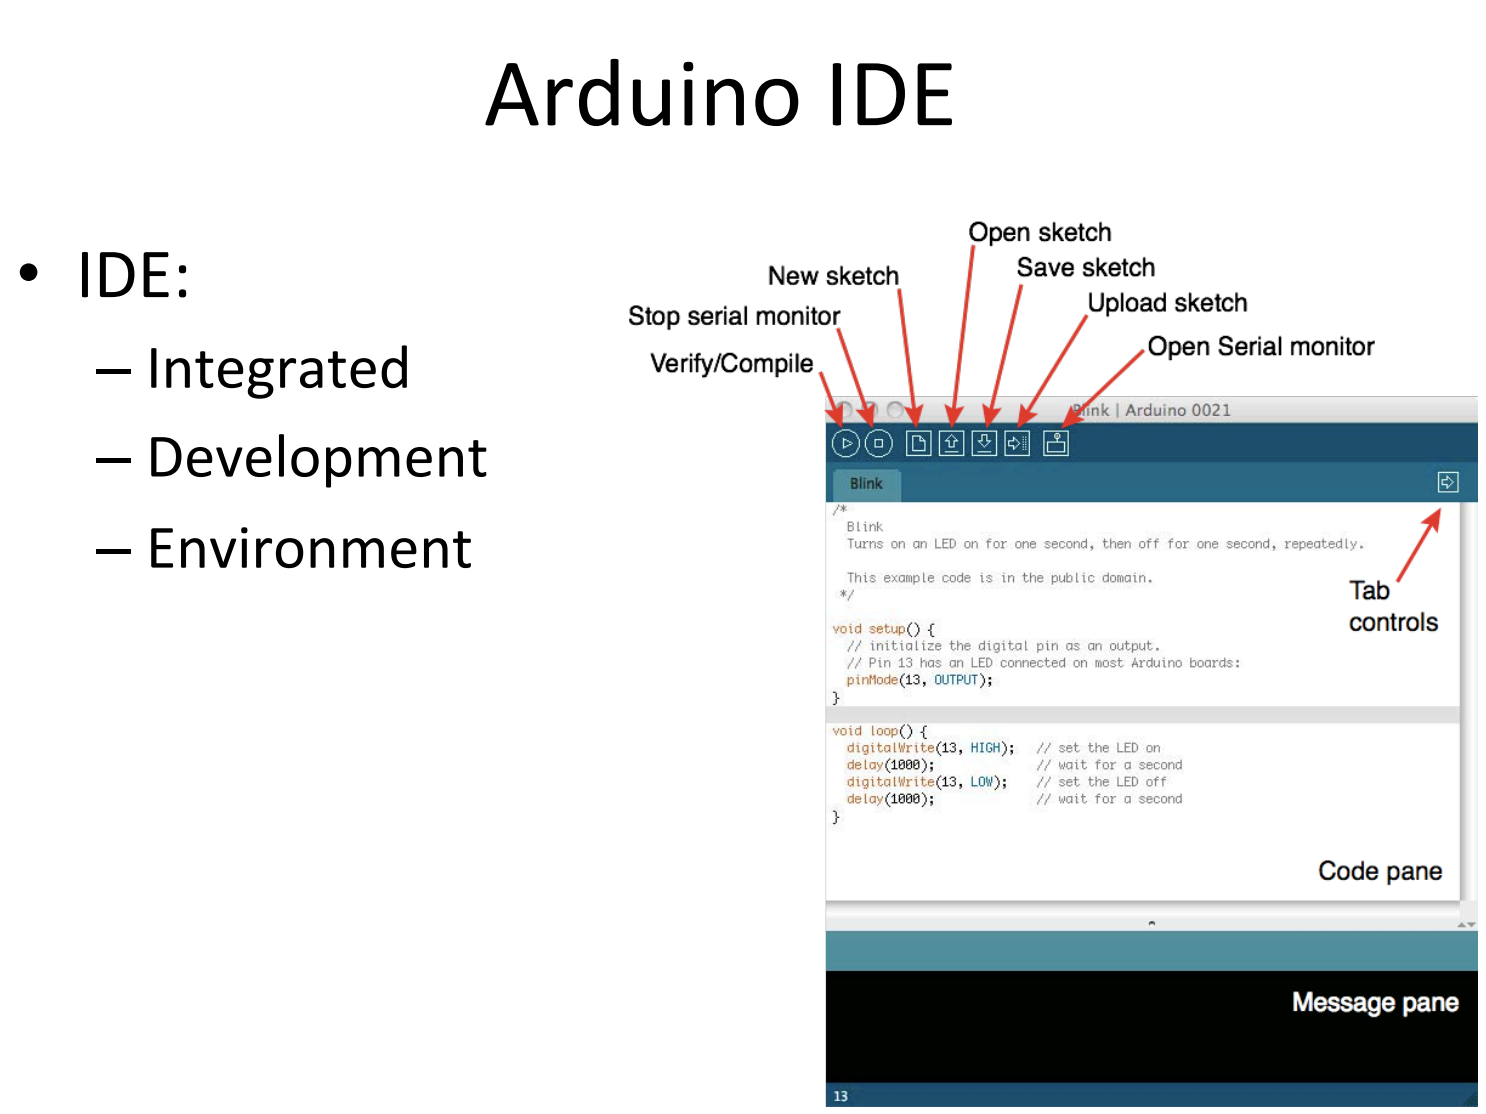 Arduino IDE
• IDE:
– Integrated
– Development
– Environment
Open sketch
Save sketch
New sketch
Upload sketch
Stop serial monitor
Open Serial monitor
Verify/Compile
Blink | Arduino 0021
Blink
/*
Blink
Turns on an LED on for one second, then off for one second, repeatedly.
This example code is in the public domain.
*/
Tab
controls
void setup() {
// initialize the digital pin as an output.
// Pin 13 has an LED connected on most Arduino boards:
pinMode(13, OUTPUT);
}
void loop() {
digitalWrite(13, HIGH); // set the LED on
delay(1000); // wait for a second
digitalWrite(13, LOW); // set the LED off
delay(1000); // wait for a second
}
Code pane
Message pane
13